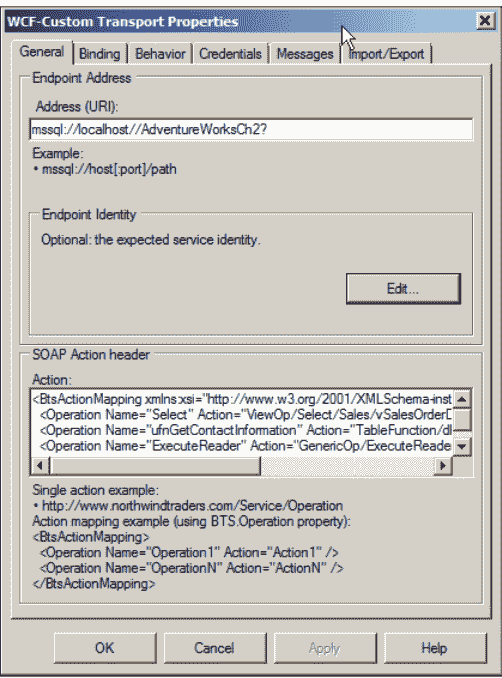 WCF-Custom Transport Properties
General Binding Behavior Credentials Messages Import/Export
Endpoint Address
Address (URI):
mssql://localhost//AdventureWorksCh2?
Example:
• mssql://host[:port]/path
Endpoint Identity
Optional: the expected service identity.
Edit...
SOAP Action header
Action:
<BtsActionMapping xmlns:xsi="http://www.w3.org/2001/XMLSchema-inst
<Operation Name="Select" Action="ViewOp/Select/Sales/vSalesOrderD
<Operation Name="ufnGetContactInformation" Action="TableFunction/d
<Operation Name="ExecuteReader" Action="GenericOp/ExecuteReade
Single action example:
• http://www.northwindtraders.com/Service/Operation
Action mapping example (using BTS.Operation property):
<BtsActionMapping>
<Operation Name="Operation1" Action="Action1" />
<Operation Name="OperationN" Action="ActionN" />
</BtsActionMapping>
OK Cancel Apply Help